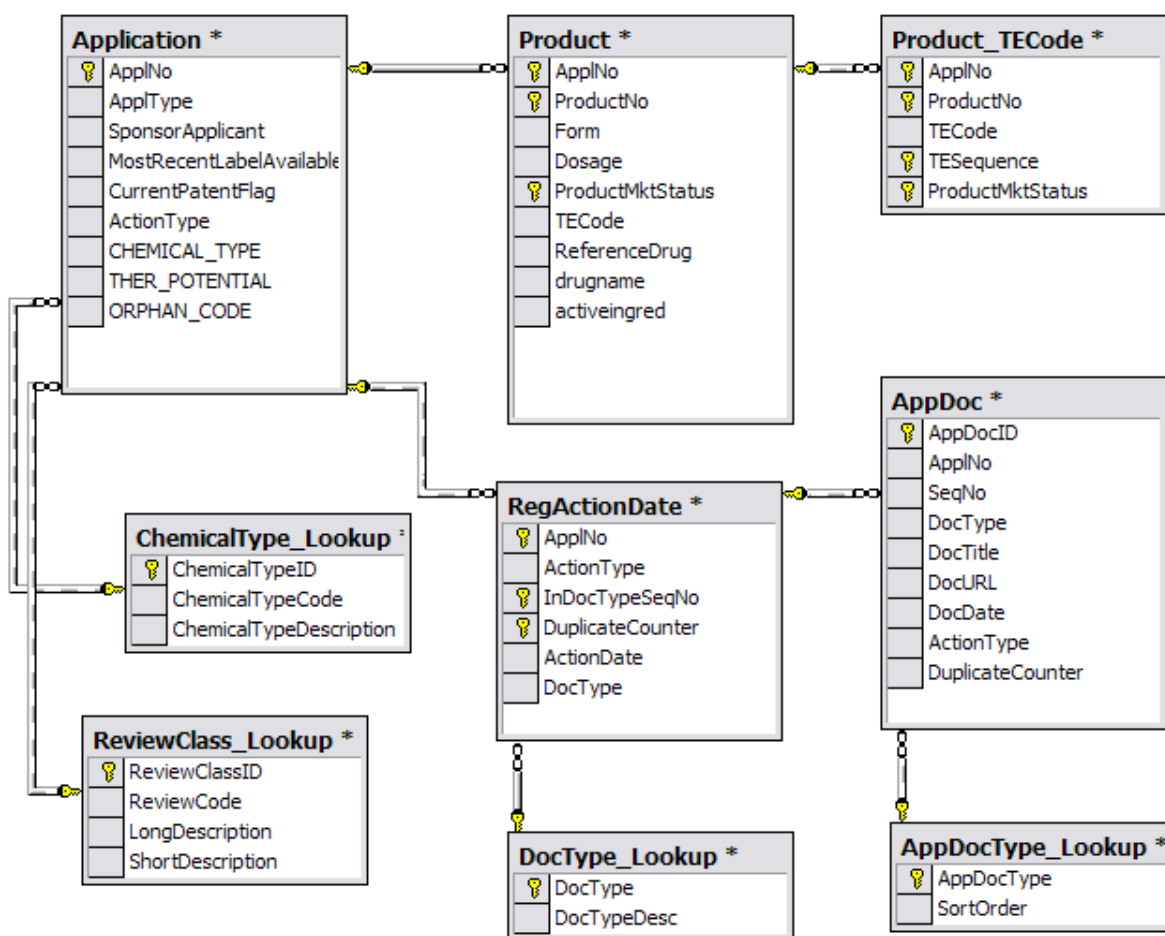 Application *
ApplNo
ApplType
SponsorApplicant
MostRecentLabelAvailable
CurrentPatentFlag
ActionType
CHEMICAL_TYPE
THER_POTENTIAL
ORPHAN_CODE
Product *
ApplNo
ProductNo
Form
Dosage
ProductMktStatus
TECode
ReferenceDrug
drugname
activeingred
Product_TECode *
ApplNo
ProductNo
TECode
TESequence
ProductMktStatus
ChemicalType_Lookup *
ChemicalTypeID
ChemicalTypeCode
ChemicalTypeDescription
RegActionDate *
ApplNo
ActionType
InDocTypeSeqNo
DuplicateCounter
ActionDate
DocType
AppDoc *
AppDocID
ApplNo
SeqNo
DocType
DocTitle
DocURL
DocDate
ActionType
DuplicateCounter
ReviewClass_Lookup *
ReviewClassID
ReviewCode
LongDescription
ShortDescription
DocType_Lookup *
DocType
DocTypeDesc
AppDocType_Lookup *
AppDocType
SortOrder